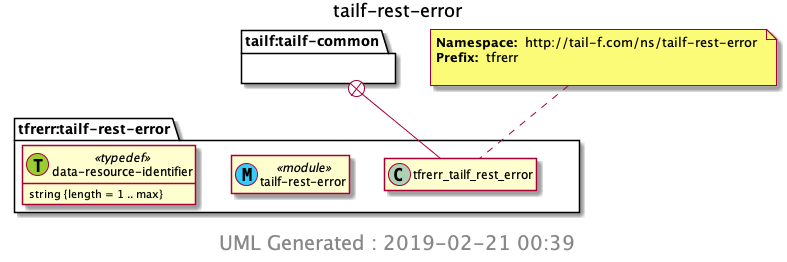 tailf-rest-error
tailf:tailf-common
Namespace: http://tail-f.com/ns/tailf-rest-error
Prefix: tfrerr
tfrerr:tailf-rest-error
T
«typedef»
data-resource-identifier
string {length = 1 .. max}
M
«module»
tailf-rest-error
C
tfrerr_tailf_rest_error
UML Generated : 2019-02-21 00:39